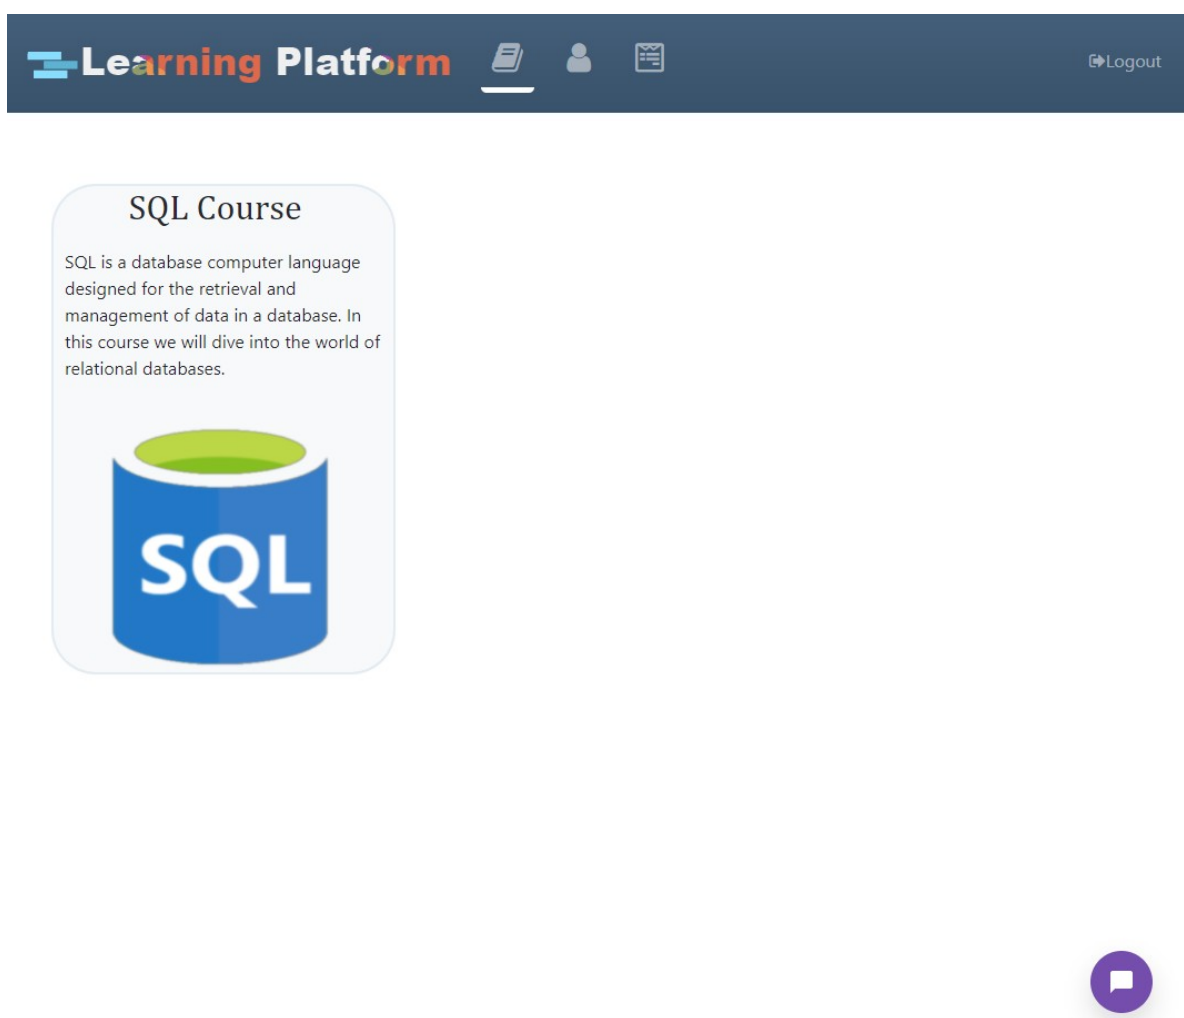 Learning Platform
Logout
SQL Course
SQL is a database computer language
designed for the retrieval and
management of data in a database. In
this course we will dive into the world of
relational databases.
SQL